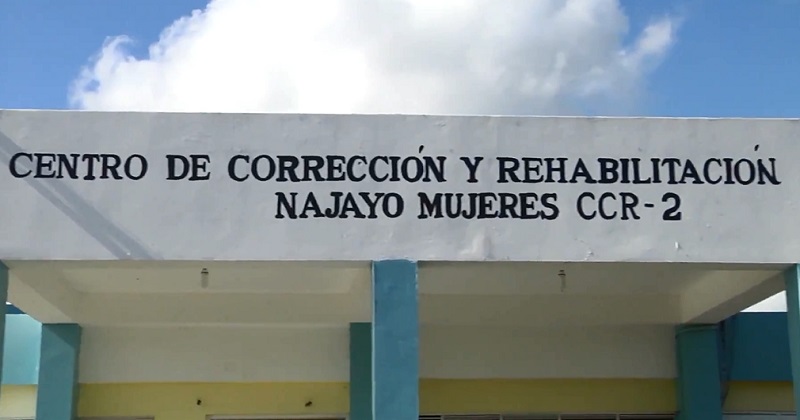 CENTRO DE CORRECCIÓN Y REHABILITACIÓN
NAJAYO MUJERES CCR-2